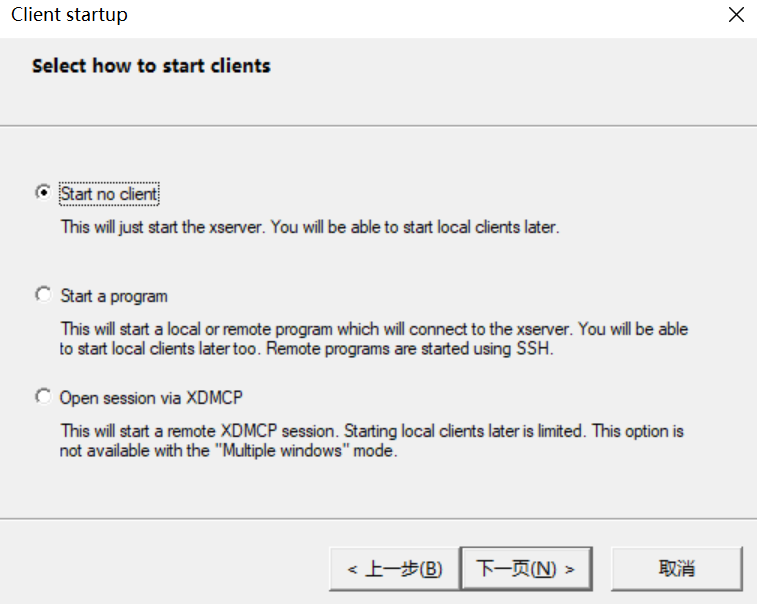 Client startup
Select how to start clients
Start no client
This will just start the xserver. You will be able to start local clients later.
Start a program
This will start a local or remote program which will connect to the xserver. You will be able
to start local clients later too. Remote programs are started using SSH.
Open session via XDMCP
This will start a remote XDMCP session. Starting local clients later is limited. This option is
not available with the "Multiple windows" mode.
< 上一步(B) 下一页(N) > 取消